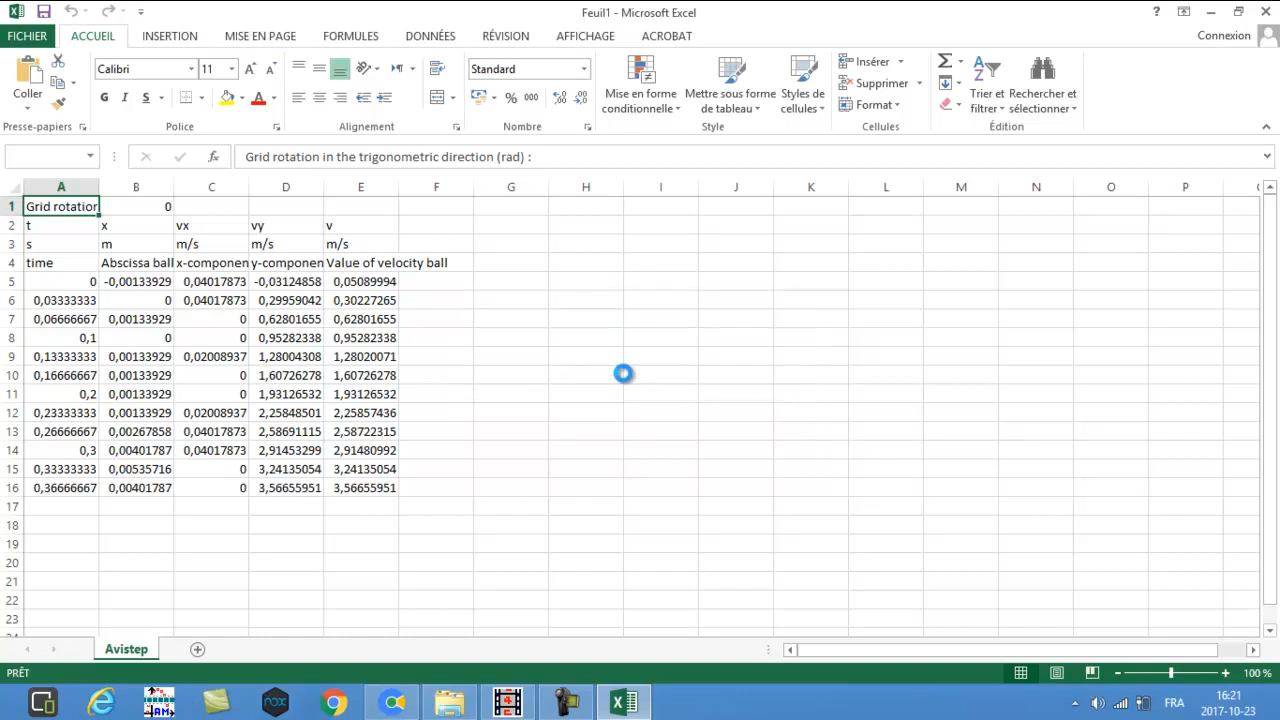 Feuil1 - Microsoft Excel
?
FICHIER ACCUEIL INSERTION MISE EN PAGE FORMULES DONNÉES RÉVISION AFFICHAGE ACROBAT Connexion
Coller
Calibri 11
G I S
Standard
% 000
Mise en forme conditionnelle
Mettre sous forme de tableau
Styles de cellules
Insérer
Supprimer
Format
Trier et filtrer
Rechercher et sélectionner
Presse-papiers Police Alignement Nombre Style Cellules Édition
fx Grid rotation in the trigonometric direction (rad) :
A B C D E F G H I J K L M N O P
1 Grid rotation 0
2 t x vx vy v
3 s m m/s m/s m/s
4 time Abscissa ball x-componen y-componen Value of velocity ball
5 0 -0,00133929 0,04017873 -0,03124858 0,05089994
6 0,03333333 0 0,04017873 0,29959042 0,30227265
7 0,06666667 0,00133929 0 0,62801655 0,62801655
8 0,1 0 0 0,95282338 0,95282338
9 0,13333333 0,00133929 0,02008937 1,28004308 1,28020071
10 0,16666667 0,00133929 0 1,60726278 1,60726278
11 0,2 0,00133929 0 1,93126532 1,93126532
12 0,23333333 0,00133929 0,02008937 2,25848501 2,25857436
13 0,26666667 0,00267858 0,04017873 2,58691115 2,58722315
14 0,3 0,00401787 0,04017873 2,91453299 2,91480992
15 0,33333333 0,00535716 0 3,24135054 3,24135054
16 0,36666667 0,00401787 0 3,56655951 3,56655951
17
18
19
20
21
22
23
Avistep
PRÊT 100 %
FRA 16:21
2017-10-23